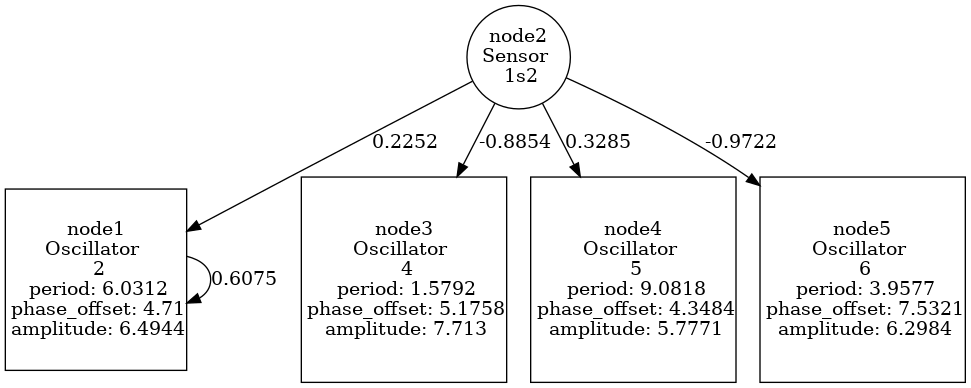 node2
Sensor
1s2
0.2252
-0.8854
0.3285
-0.9722
node1
Oscillator
2
period: 6.0312
phase_offset: 4.71
amplitude: 6.4944
0.6075
node3
Oscillator
4
period: 1.5792
phase_offset: 5.1758
amplitude: 7.713
node4
Oscillator
5
period: 9.0818
phase_offset: 4.3484
amplitude: 5.7771
node5
Oscillator
6
period: 3.9577
phase_offset: 7.5321
amplitude: 6.2984